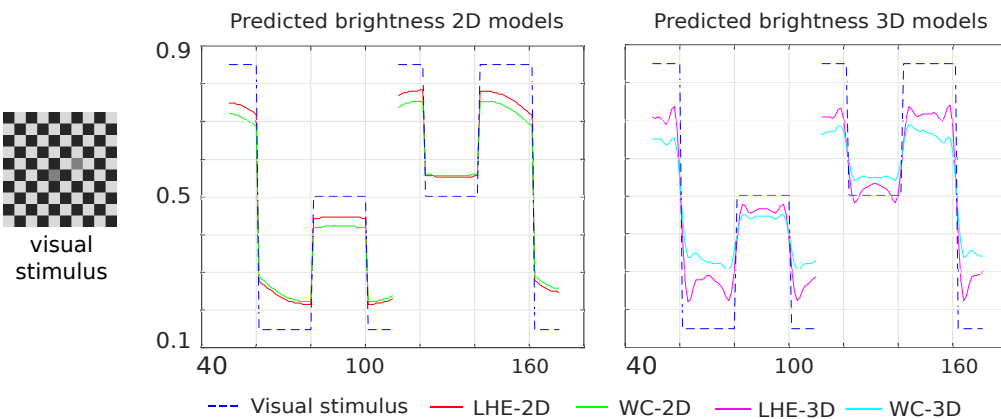 Predicted brightness 2D models
Predicted brightness 3D models
0.9
0.5
0.1
visual
stimulus
40
100
160
40
100
160
Visual stimulus
LHE-2D
WC-2D
LHE-3D
WC-3D